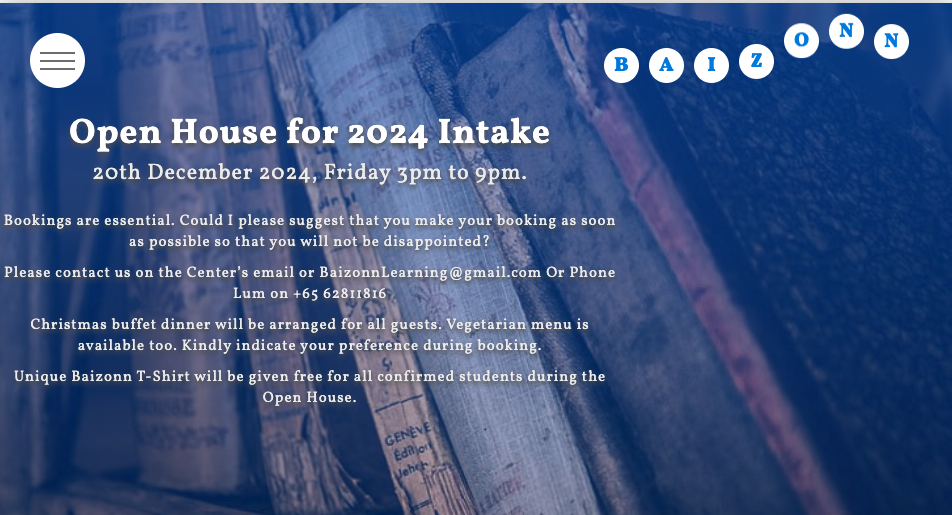 BAIZONN
Open House for 2024 Intake
20th December 2024, Friday 3pm to 9pm.
Bookings are essential. Could I please suggest that you make your booking as soon
as possible so that you will not be disappointed?
Please contact us on the Center's email or BaizonnLearning@gmail.com Or Phone
Lum on +65 62811816
Christmas buffet dinner will be arranged for all guests. Vegetarian menu is
available too. Kindly indicate your preference during booking.
Unique Baizonn T-Shirt will be given free for all confirmed students during the
Open House.
GENÈVE